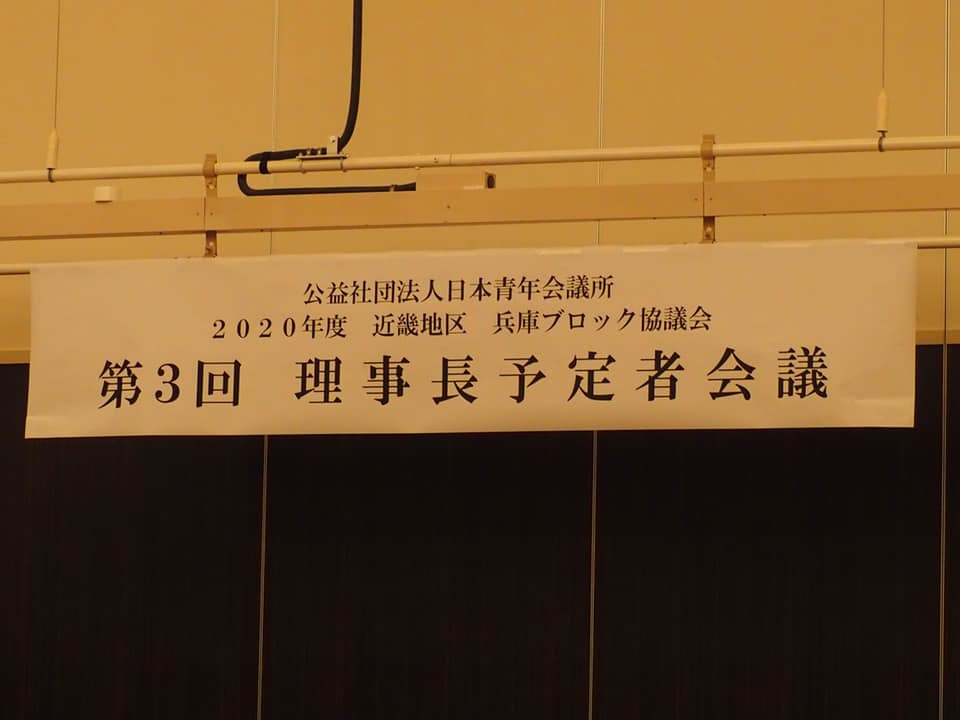 公益社団法人日本青年会議所
２０２０年度　近畿地区　兵庫ブロック協議会
第3回　理事長予定者会議